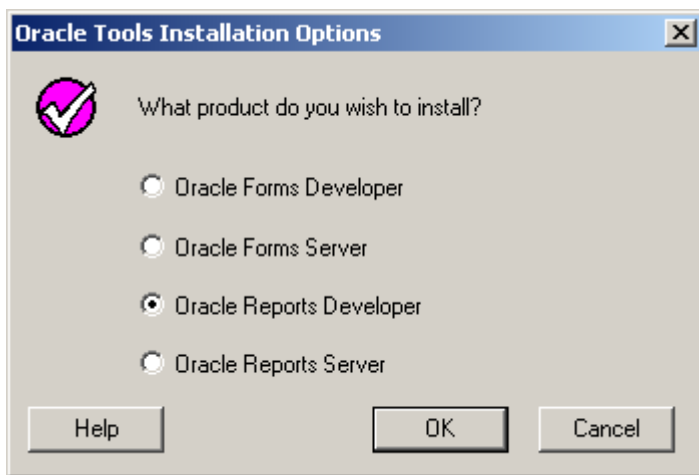 Oracle Tools Installation Options
What product do you wish to install?
Oracle Forms Developer
Oracle Forms Server
Oracle Reports Developer
Oracle Reports Server
Help OK Cancel